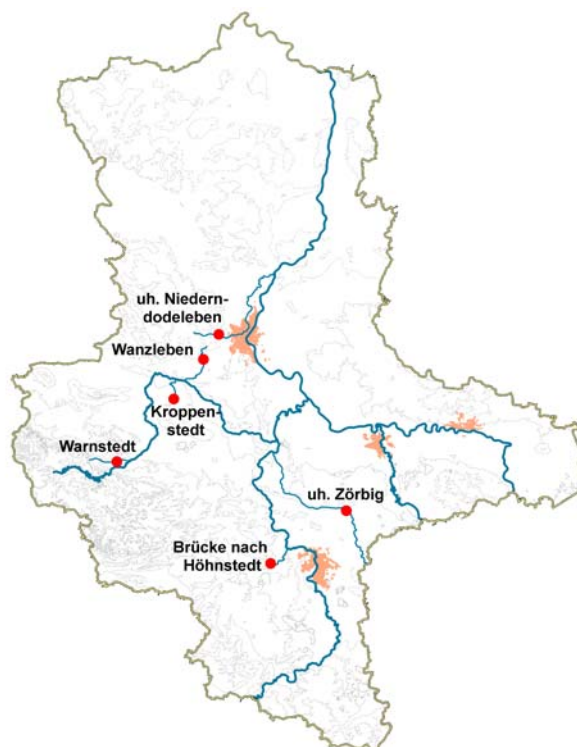 uh. Niedern-
dodeleben
Wanzleben
Kroppen-
stedt
Warnstedt
uh. Zörbig
Brücke nach
Höhnstedt